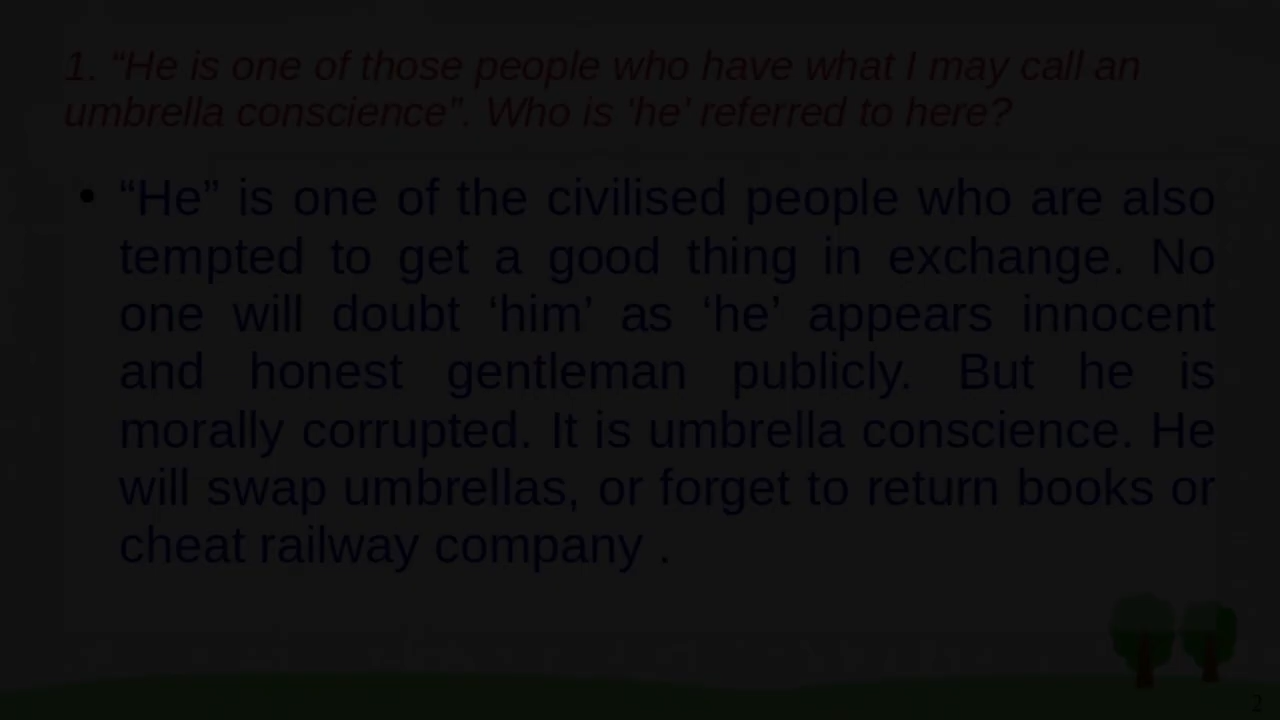 1. “He is one of those people who have what I may call an
umbrella conscience”. Who is 'he' referred to here?
• “He” is one of the civilised people who are also
tempted to get a good thing in exchange. No
one will doubt ‘him’ as ‘he’ appears innocent
and honest gentleman publicly. But he is
morally corrupted. It is umbrella conscience. He
will swap umbrellas, or forget to return books or
cheat railway company .
2